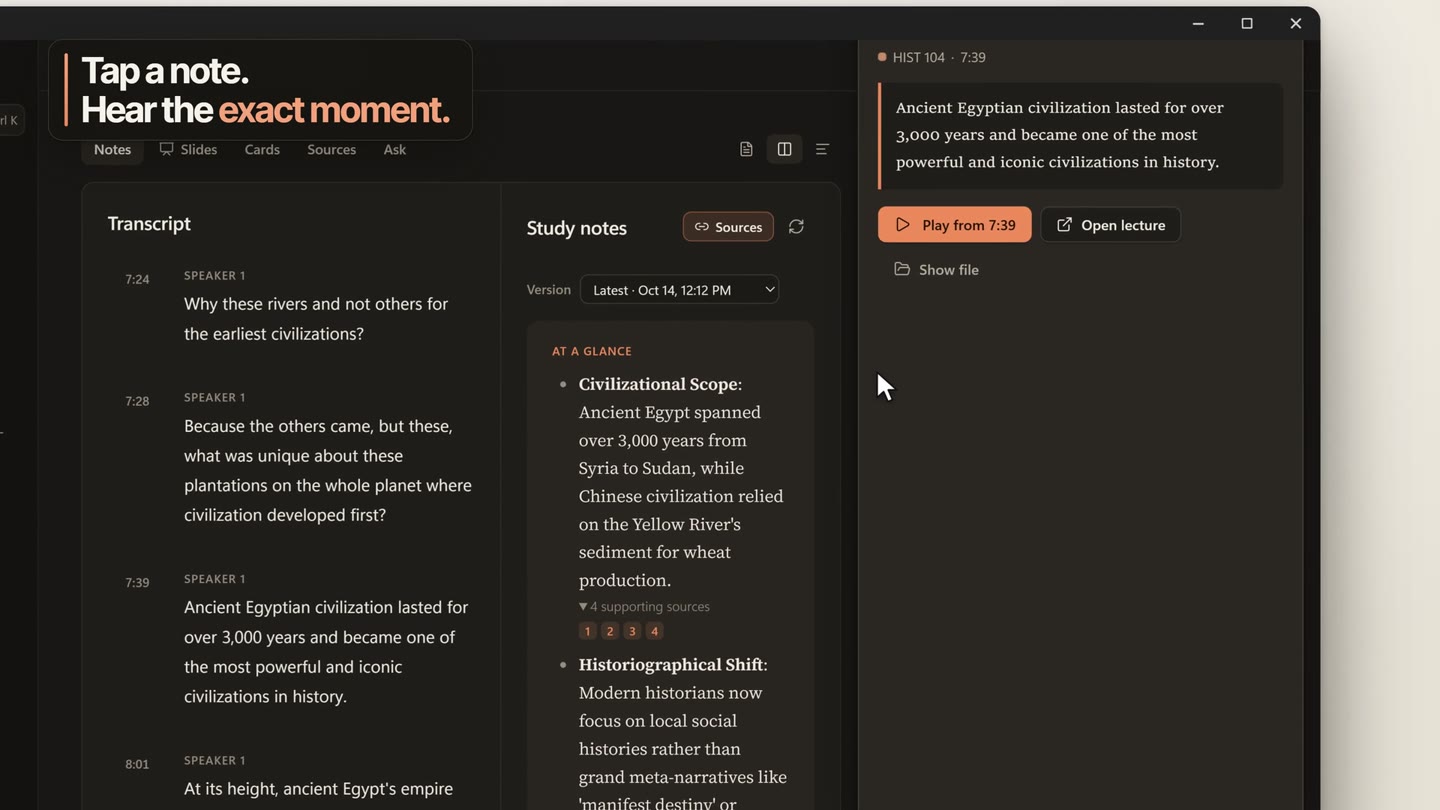 Tap a note.
Hear the exact moment.
rl K
Notes
Slides
Cards
Sources
Ask
Transcript
7:24
SPEAKER 1
Why these rivers and not others for
the earliest civilizations?
7:28
SPEAKER 1
Because the others came, but these,
what was unique about these
plantations on the whole planet where
civilization developed first?
7:39
SPEAKER 1
Ancient Egyptian civilization lasted for
over 3,000 years and became one of
the most powerful and iconic
civilizations in history.
8:01
SPEAKER 1
At its height, ancient Egypt's empire
Study notes
Sources
Version
Latest · Oct 14, 12:12 PM
AT A GLANCE
• Civilizational Scope:
Ancient Egypt spanned
over 3,000 years from
Syria to Sudan, while
Chinese civilization relied
on the Yellow River's
sediment for wheat
production.
▼ 4 supporting sources
1 2 3 4
• Historiographical Shift:
Modern historians now
focus on local social
histories rather than
grand meta-narratives like
'manifest destiny' or
HIST 104 · 7:39
Ancient Egyptian civilization lasted for over
3,000 years and became one of the most
powerful and iconic civilizations in history.
Play from 7:39
Open lecture
Show file